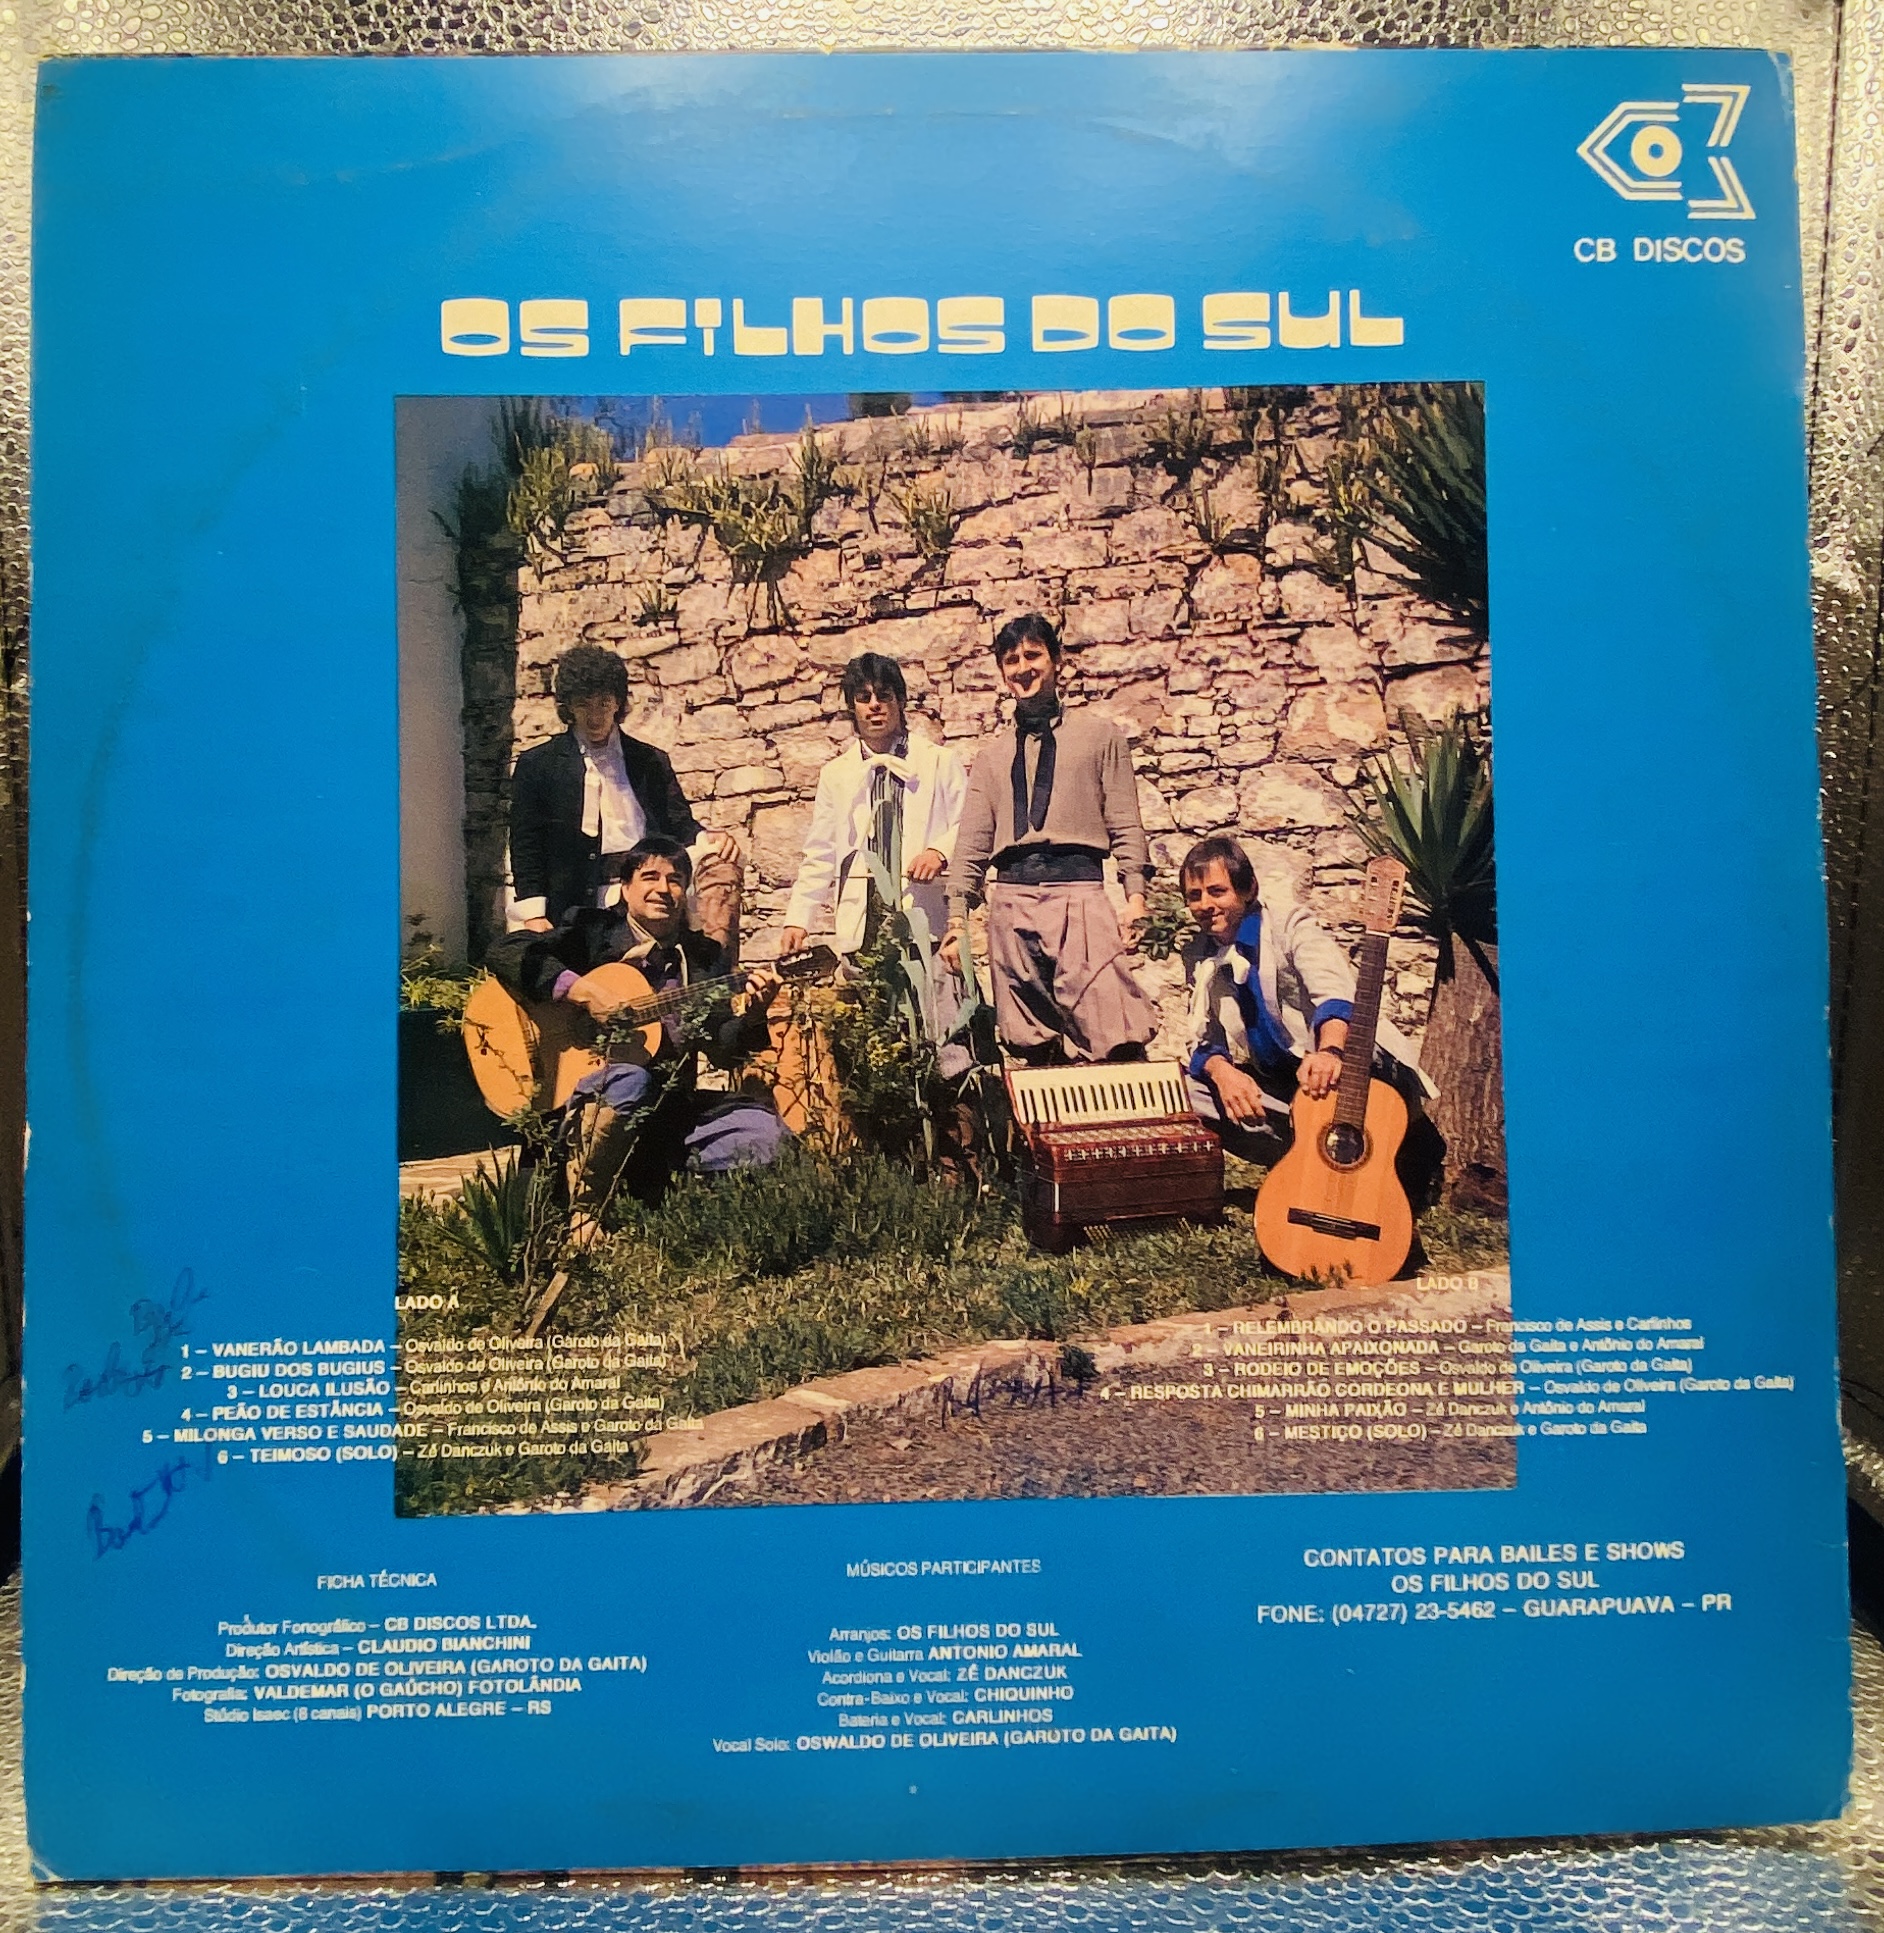 CB DISCOS
OS FILHOS DO SUL
LADO A
1 – VANERÃO LAMBADA – Osvaldo de Oliveira (Garoto da Gaita)
2 – BUGIU DOS BUGIUS – Osvaldo de Oliveira (Garoto da Gaita)
3 – LOUCA ILUSÃO – Carlinhos e Antônio do Amaral
4 – PEÃO DE ESTÂNCIA – Osvaldo de Oliveira (Garoto da Gaita)
5 – MILONGA VERSO E SAUDADE – Francisco de Assis e Garoto da Gaita
6 – TEIMOSO (SOLO) – Zé Danczuk e Garoto da Gaita
LADO B
1 – RELEMBRANDO O PASSADO – Francisco de Assis e Carlinhos
2 – VANEIRINHA APAIXONADA – Garoto da Gaita e Antônio do Amaral
3 – RODEIO DE EMOÇÕES – Osvaldo de Oliveira (Garoto da Gaita)
4 – RESPOSTA CHIMARRÃO CORDEONA E MULHER – Osvaldo de Oliveira (Garoto da Gaita)
5 – MINHA PAIXÃO – Zé Danczuk e Antônio do Amaral
6 – MESTIÇO (SOLO) – Zé Danczuk e Garoto da Gaita
FICHA TÉCNICA
Produtor Fonográfico – CB DISCOS LTDA.
Direção Artística – CLAUDIO BIANCHINI
Direção de Produção: OSVALDO DE OLIVEIRA (GAROTO DA GAITA)
Fotografia: VALDEMAR (O GAÚCHO) FOTOLÂNDIA
Stúdio Isaec (8 canais) PORTO ALEGRE – RS
MÚSICOS PARTICIPANTES
Arranjos: OS FILHOS DO SUL
Violão e Guitarra ANTONIO AMARAL
Acordiona e Vocal: ZÉ DANCZUK
Contra-Baixo e Vocal: CHIQUINHO
Bateria e Vocal: CARLINHOS
Vocal Solo: OSWALDO DE OLIVEIRA (GAROTO DA GAITA)
CONTATOS PARA BAILES E SHOWS
OS FILHOS DO SUL
FONE: (04727) 23-5462 – GUARAPUAVA – PR